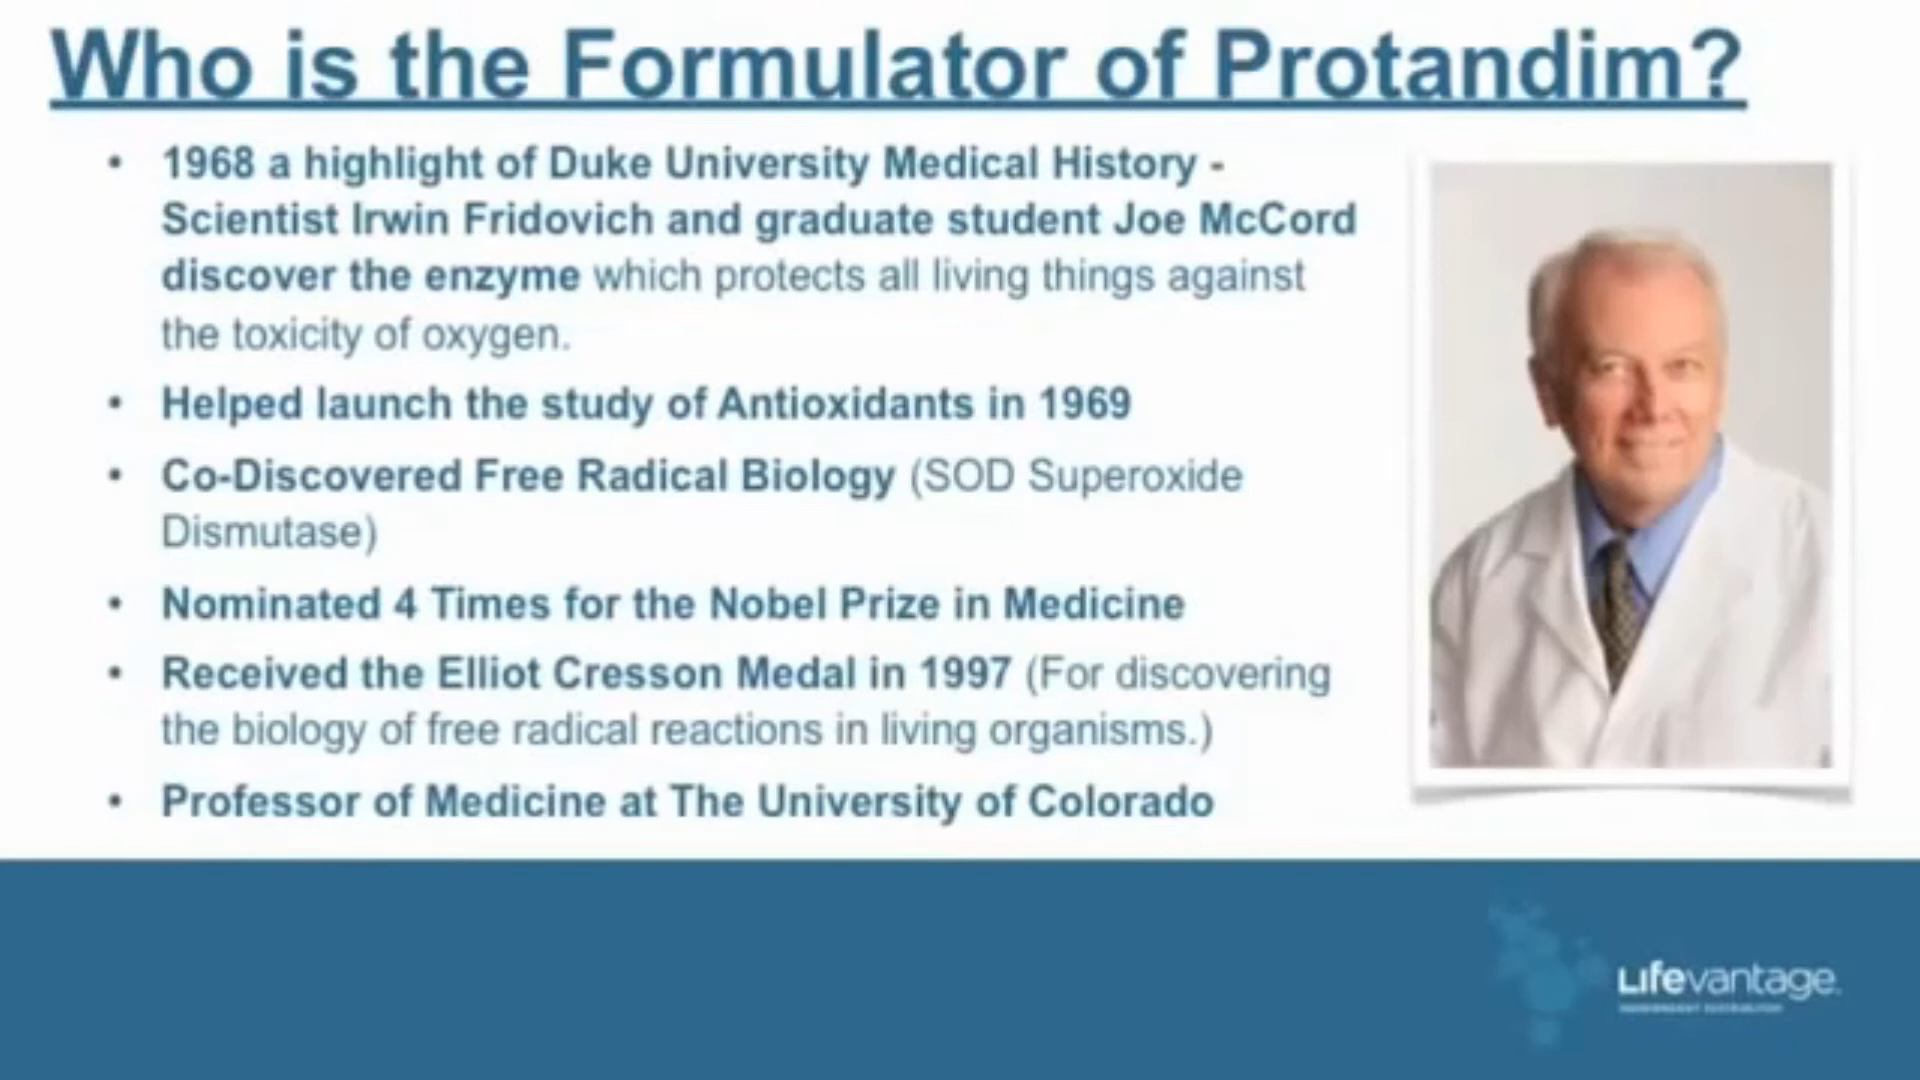 Who is the Formulator of Protandim?
• 1968 a highlight of Duke University Medical History -
Scientist Irwin Fridovich and graduate student Joe McCord
discover the enzyme which protects all living things against
the toxicity of oxygen.
• Helped launch the study of Antioxidants in 1969
• Co-Discovered Free Radical Biology (SOD Superoxide
Dismutase)
• Nominated 4 Times for the Nobel Prize in Medicine
• Received the Elliot Cresson Medal in 1997 (For discovering
the biology of free radical reactions in living organisms.)
• Professor of Medicine at The University of Colorado
Lifevantage